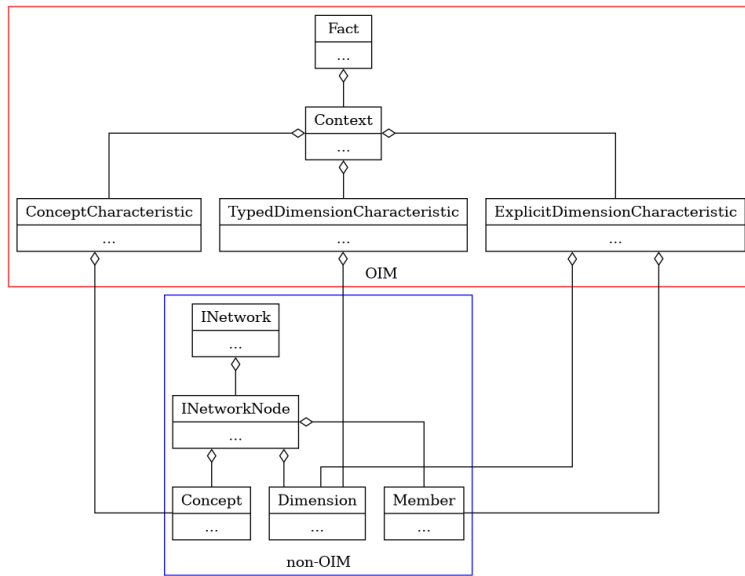 Fact
...
Context
...
ConceptCharacteristic
...
TypedDimensionCharacteristic
...
ExplicitDimensionCharacteristic
...
OIM
INetwork
...
INetworkNode
...
Concept
...
Dimension
...
Member
...
non-OIM